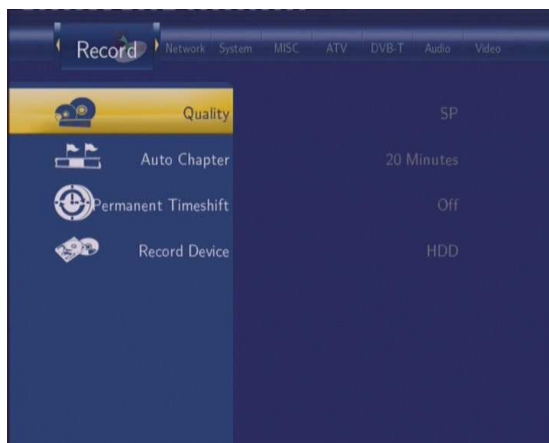 Record Network System MISC ATV DVB-T Audio Video
Quality SP
Auto Chapter 20 Minutes
Permanent Timeshift Off
Record Device HDD